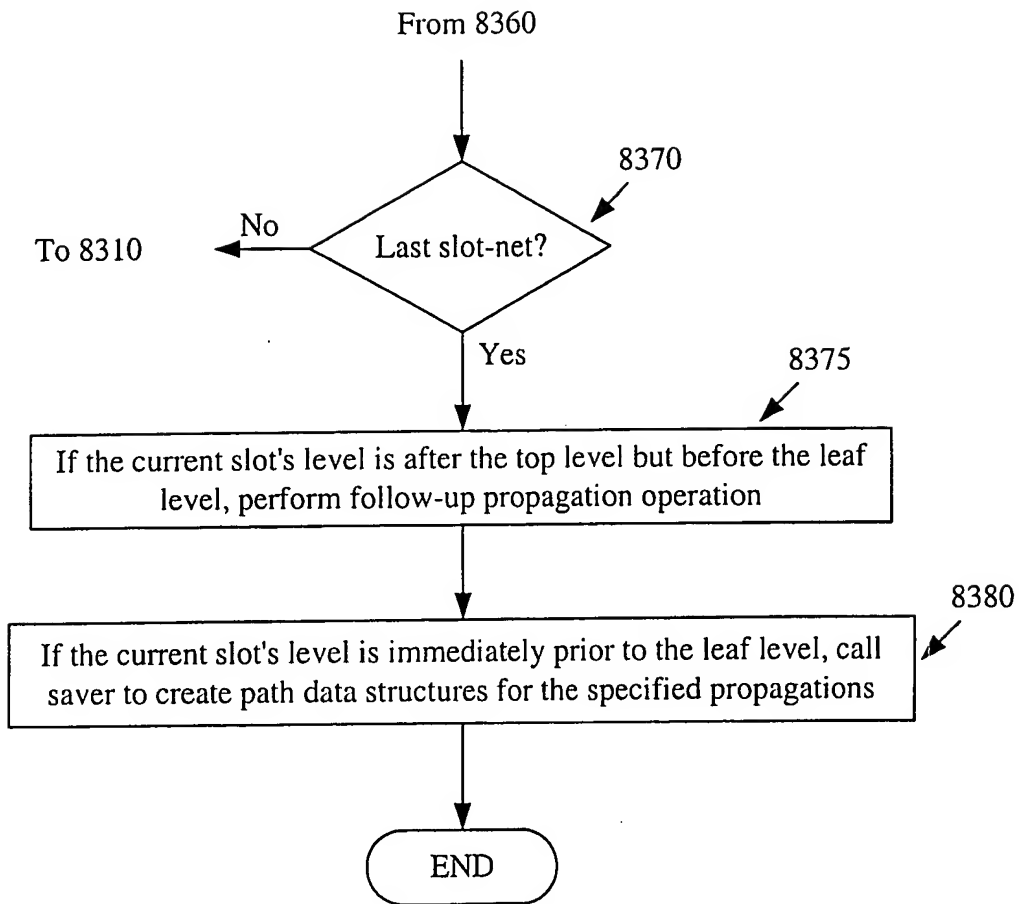 From 8360
8370
No
To 8310
Last slot-net?
Yes
8375
If the current slot's level is after the top level but before the leaf
level, perform follow-up propagation operation
8380
If the current slot's level is immediately prior to the leaf level, call
saver to create path data structures for the specified propagations
END